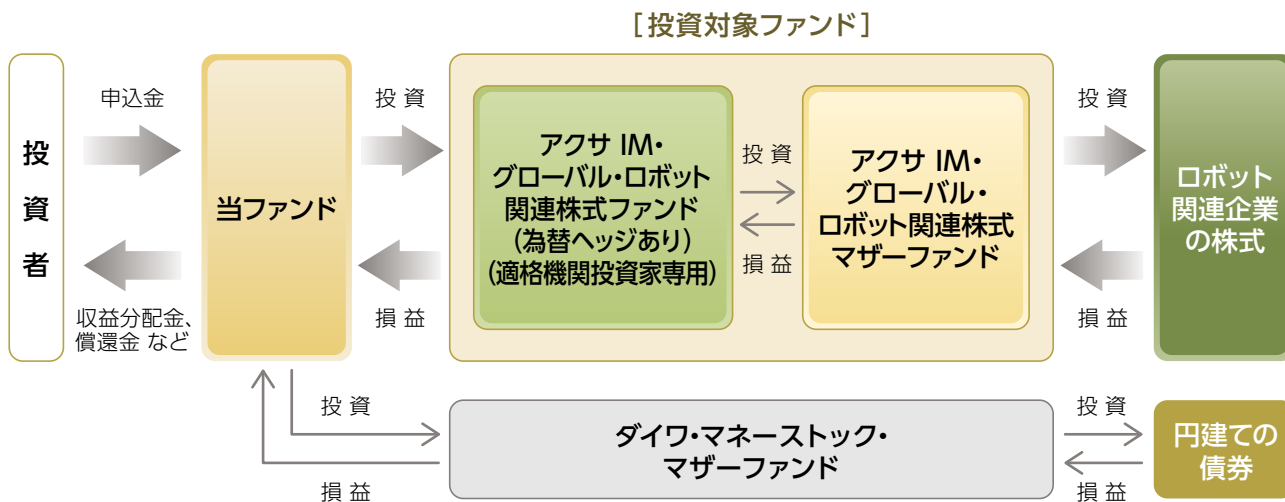 [投資対象ファンド]
投資者
申込金
収益分配金、
償還金 など
当ファンド
投 資
損 益
アクサ IM・
グローバル・ロボット
関連株式ファンド
(為替ヘッジあり)
(適格機関投資家専用)
投 資
損 益
アクサ IM・
グローバル・
ロボット関連株式
マザーファンド
投 資
損 益
ロボット
関連企業
の株式
投 資
損 益
ダイワ・マネーストック・
マザーファンド
投 資
損 益
円建ての
債券